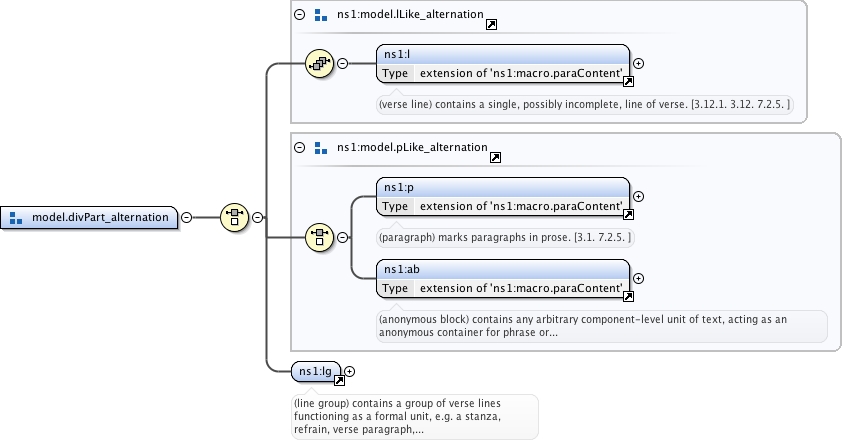 ns1:model.lLike_alternation
ns1:l
Type extension of 'ns1:macro.paraContent'
(verse line) contains a single, possibly incomplete, line of verse. [3.12.1. 3.12. 7.2.5. ]
ns1:model.pLike_alternation
ns1:p
Type extension of 'ns1:macro.paraContent'
(paragraph) marks paragraphs in prose. [3.1. 7.2.5. ]
model.divPart_alternation
ns1:ab
Type extension of 'ns1:macro.paraContent'
(anonymous block) contains any arbitrary component-level unit of text, acting as an
anonymous container for phrase or...
ns1:lg
(line group) contains a group of verse lines
functioning as a formal unit, e.g. a stanza,
refrain, verse paragraph,...